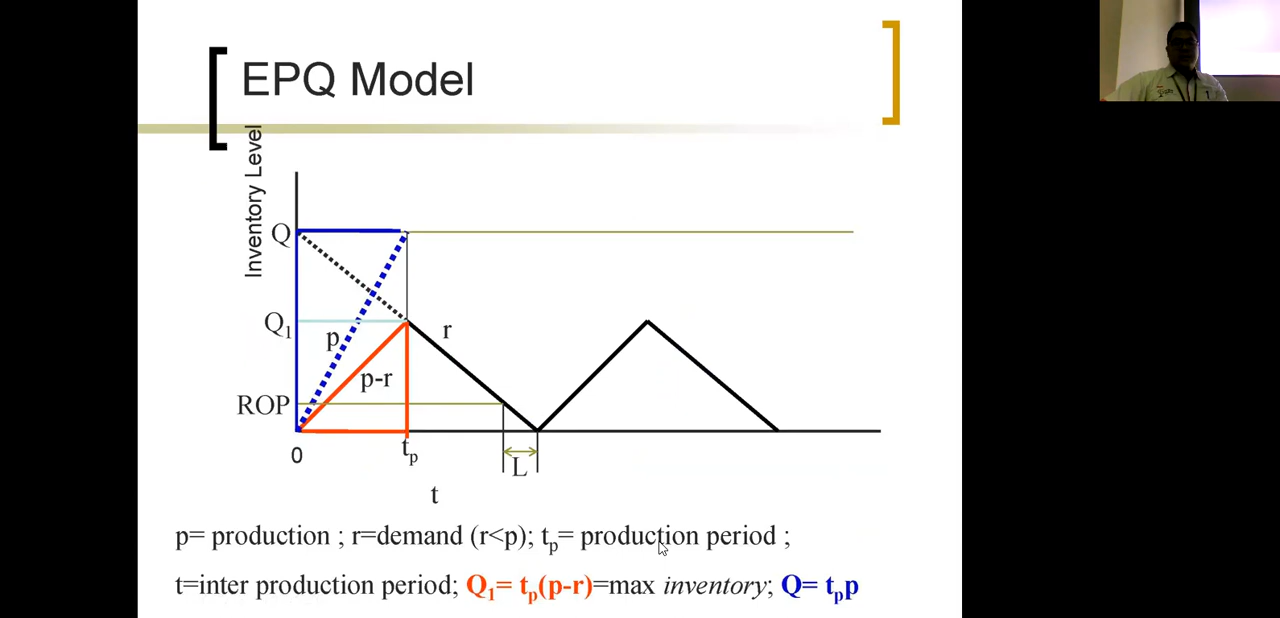 EPQ Model
Inventory Level
Q
Q1
r
p
p-r
ROP
0
tp
L
t
p= production ; r=demand (r<p); tp= production period ;
t=inter production period; Q1= tp(p-r)=max inventory; Q= tpp